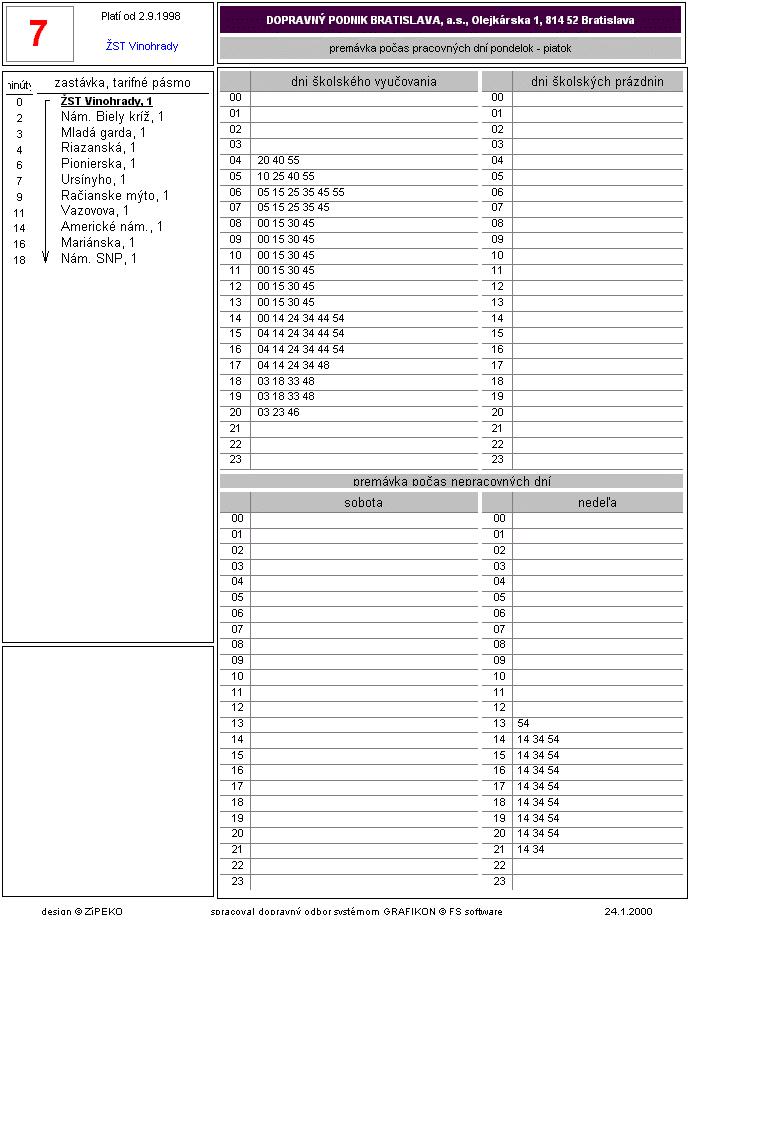 7
Platí od 2.9.1998
ŽST Vinohrady
DOPRAVNÝ PODNIK BRATISLAVA, a.s., Olejkárska 1, 814 52 Bratislava
premávka počas pracovných dní pondelok - piatok
minúty zastávka, tarifné pásmo
0 ŽST Vinohrady, 1
2 Nám. Biely kríž, 1
3 Mladá garda, 1
4 Riazanská, 1
6 Pionierska, 1
7 Ursínyho, 1
9 Račianske mýto, 1
11 Vazovova, 1
14 Americké nám., 1
16 Mariánska, 1
18 Nám. SNP, 1
dni školského vyučovania dni školských prázdnin
00 00
01 01
02 02
03 03
04 20 40 55 04
05 10 25 40 55 05
06 05 15 25 35 45 55 06
07 05 15 25 35 45 07
08 00 15 30 45 08
09 00 15 30 45 09
10 00 15 30 45 10
11 00 15 30 45 11
12 00 15 30 45 12
13 00 15 30 45 13
14 00 14 24 34 44 54 14
15 04 14 24 34 44 54 15
16 04 14 24 34 44 54 16
17 04 14 24 34 48 17
18 03 18 33 48 18
19 03 18 33 48 19
20 03 23 46 20
21 21
22 22
23 23
premávka počas nepracovných dní
sobota nedeľa
00 00
01 01
02 02
03 03
04 04
05 05
06 06
07 07
08 08
09 09
10 10
11 11
12 12
13 13 54
14 14 14 34 54
15 15 14 34 54
16 16 14 34 54
17 17 14 34 54
18 18 14 34 54
19 19 14 34 54
20 20 14 34 54
21 21 14 34
22 22
23 23
design © ZiPEKO spracoval dopravný odbor systémom GRAFIKON © FS software 24.1.2000